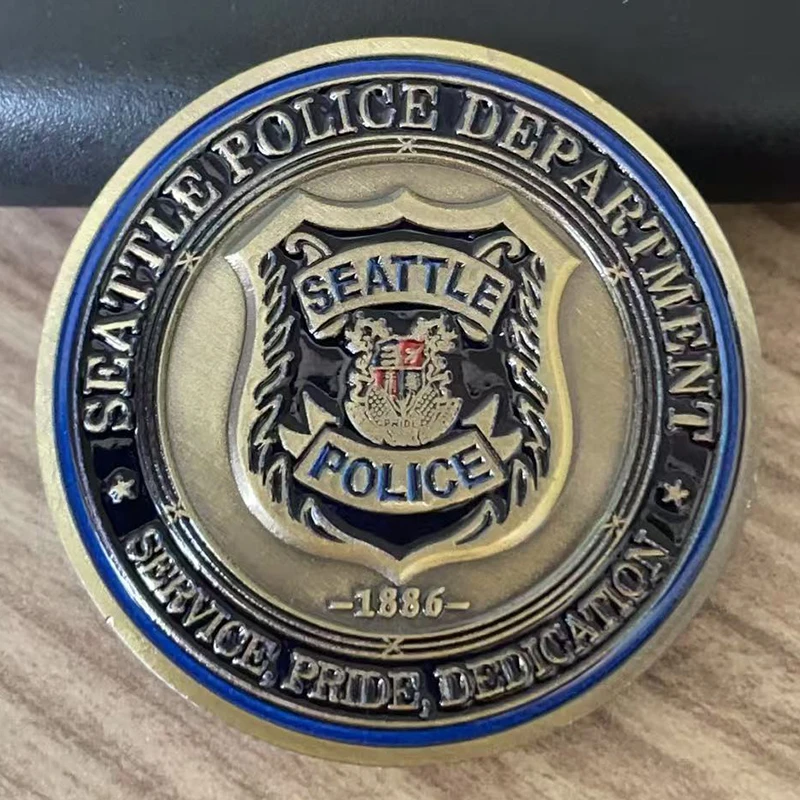 SEATTLE POLICE DEPARTMENT
SEATTLE
PRIDE
POLICE
-1886-
SERVICE, PRIDE, DEDICATION